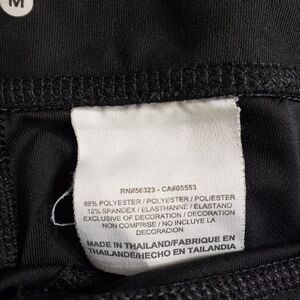 M
RN#56323 - CA#05553
88% POLYESTER / POLYESTER / POLIESTER
12% SPANDEX / ELASTHANNE / ELASTANO
EXCLUSIVE OF DECORATION / DECORATION
NON COMPRISE / NO INCLUYE LA
DECORACIÓN
MADE IN THAILAND/FABRIQUE EN
THAILANDE/HECHO EN TAILANDIA